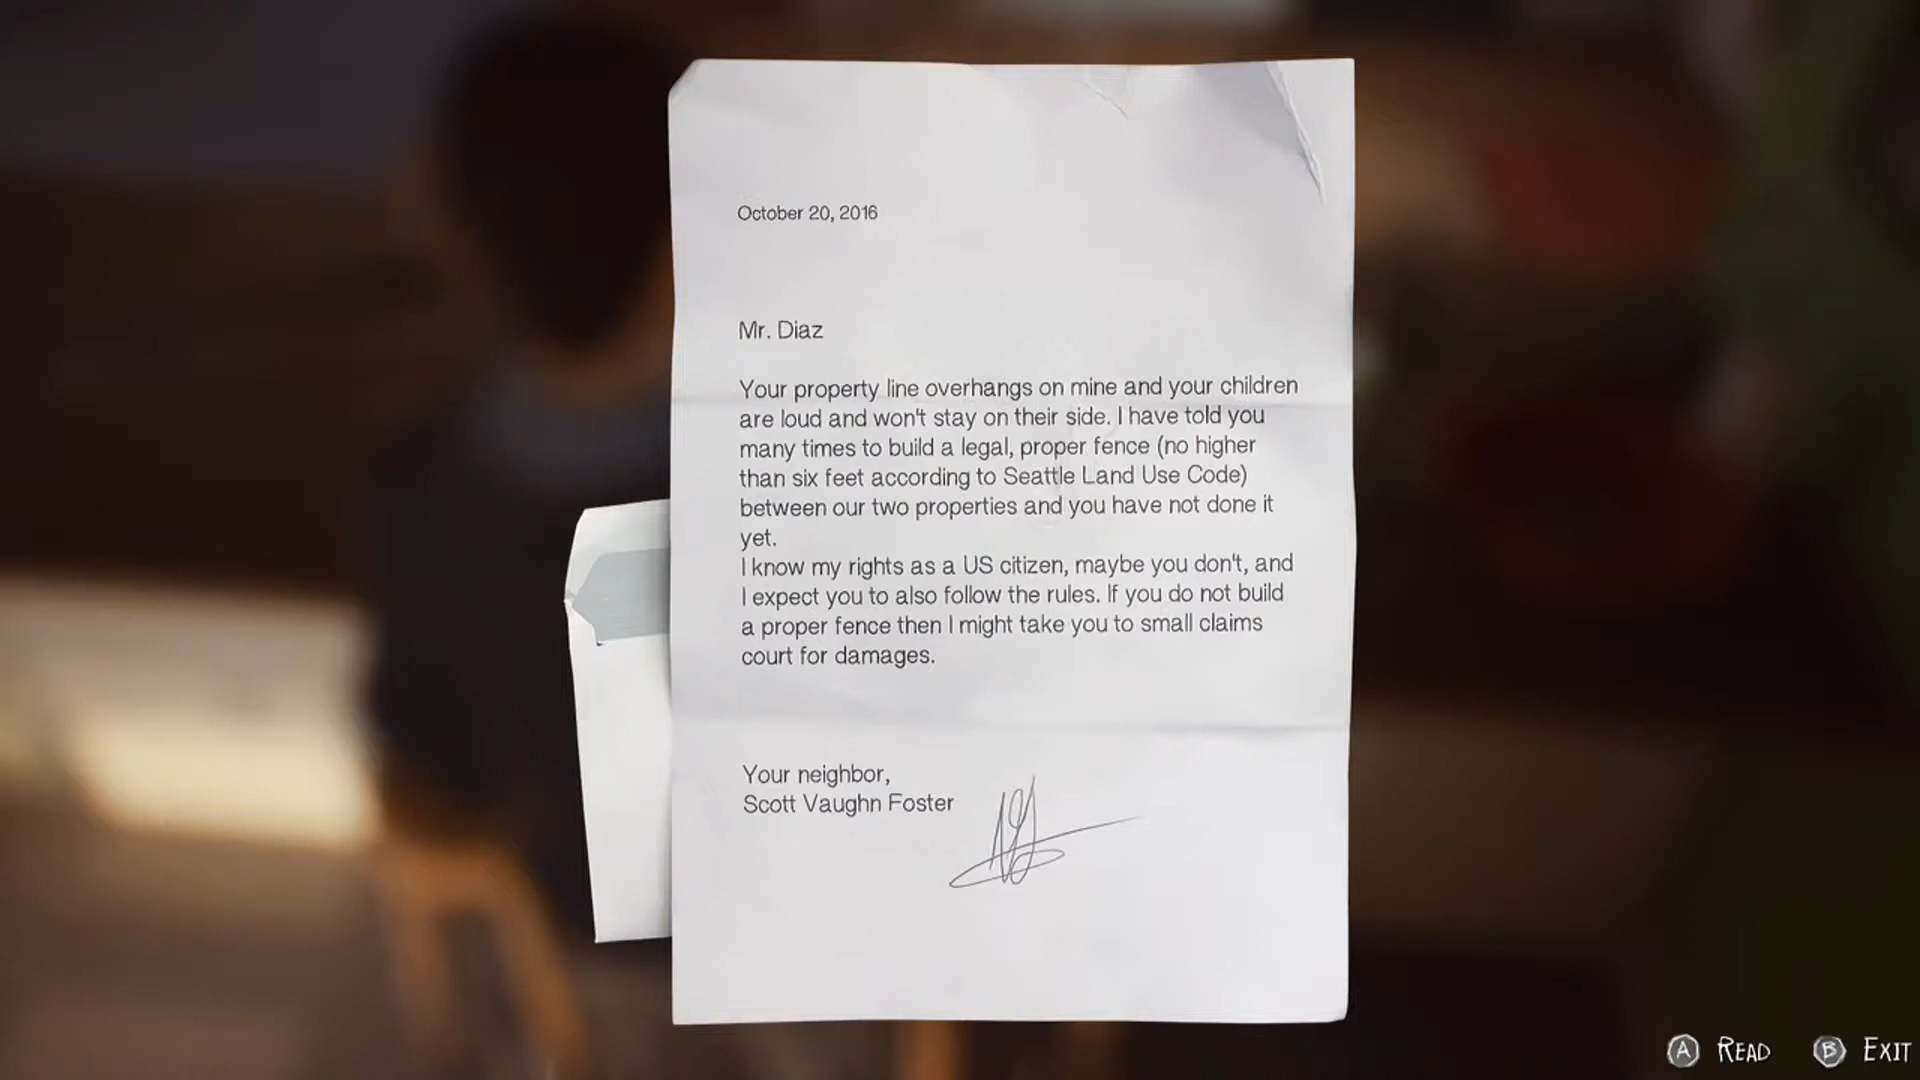 October 20, 2016
Mr. Diaz
Your property line overhangs on mine and your children
are loud and won't stay on their side. I have told you
many times to build a legal, proper fence (no higher
than six feet according to Seattle Land Use Code)
between our two properties and you have not done it
yet.
I know my rights as a US citizen, maybe you don't, and
I expect you to also follow the rules. If you do not build
a proper fence then I might take you to small claims
court for damages.
Your neighbor,
Scott Vaughn Foster
A READ B EXIT